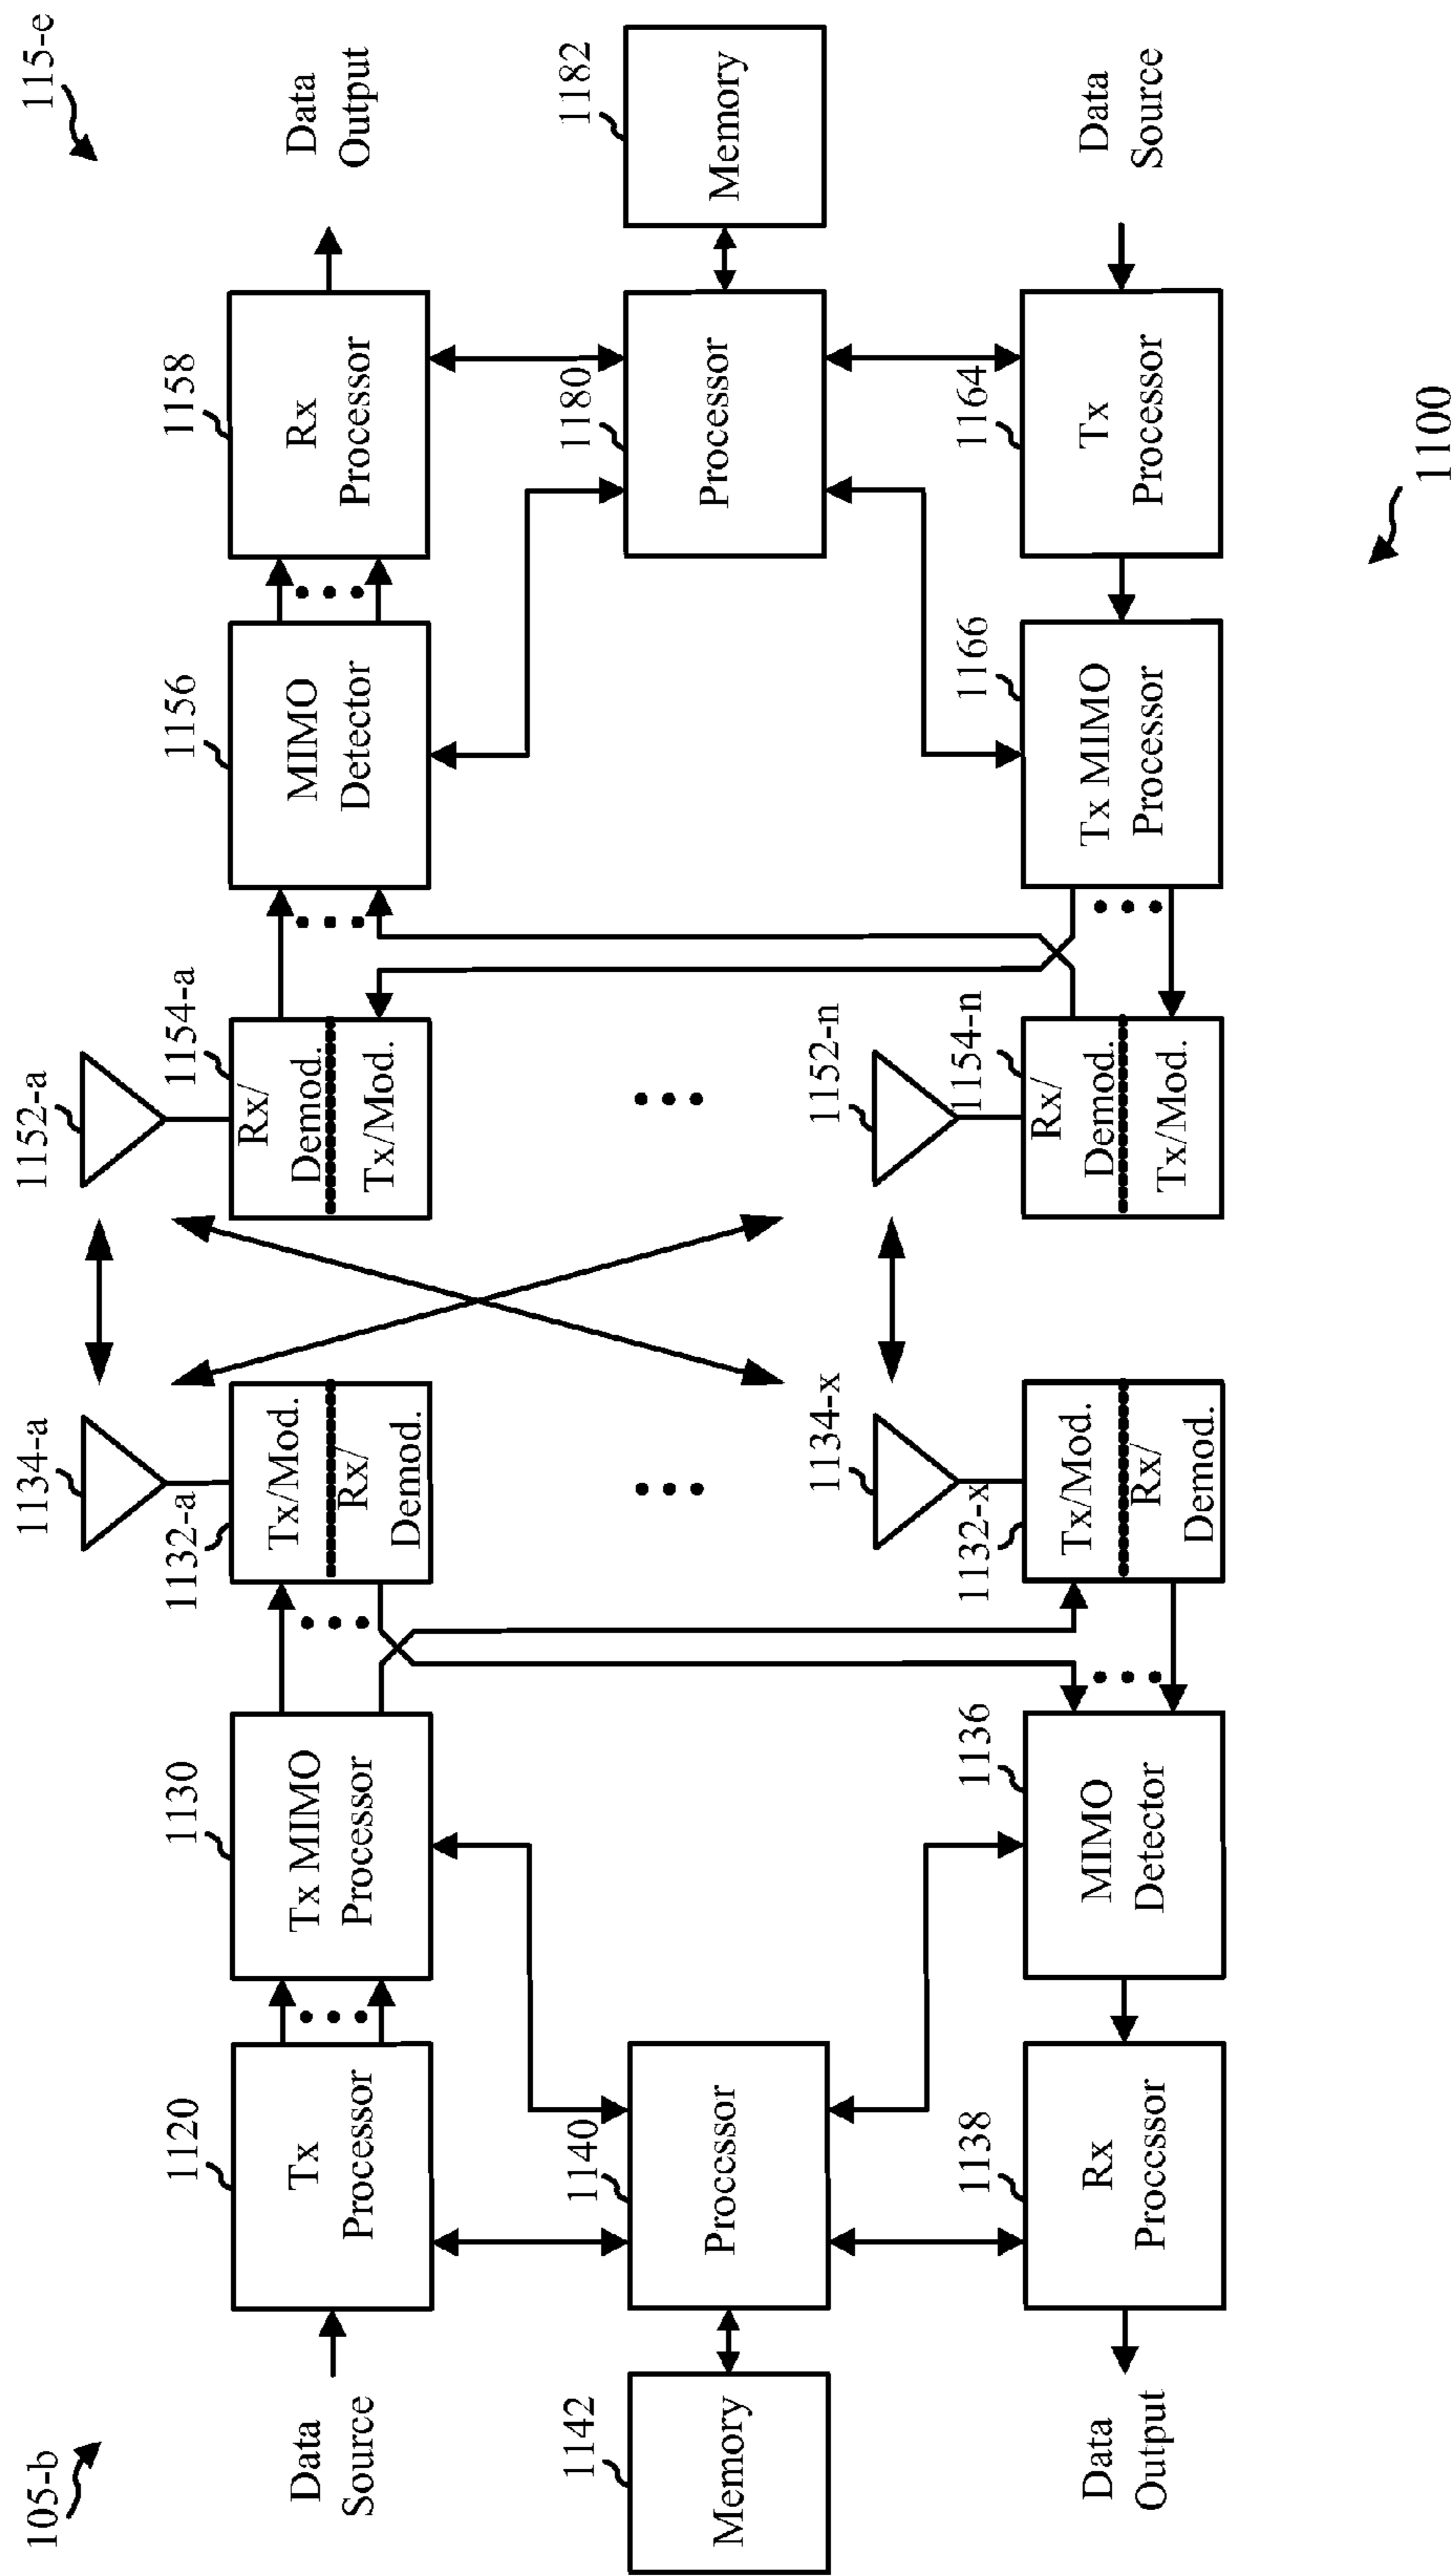 105-b
115-e
1134-a
1152-a
1120
1130
1132-a
1154-a
1156
1158
Data
Source
Tx
Processor
Tx MIMO
Processor
Tx/Mod.
Rx/
Demod.
Rx/
Demod.
Tx/Mod.
MIMO
Detector
Rx
Processor
Data
Output
1142
1140
1180
1182
Memory
Processor
Processor
Memory
1134-x
1152-n
1138
1136
1132-x
1154-n
1166
1164
Data
Output
Rx
Processor
MIMO
Detector
Tx/Mod.
Rx/
Demod.
Rx/
Demod.
Tx/Mod.
Tx MIMO
Processor
Tx
Processor
Data
Source
1100